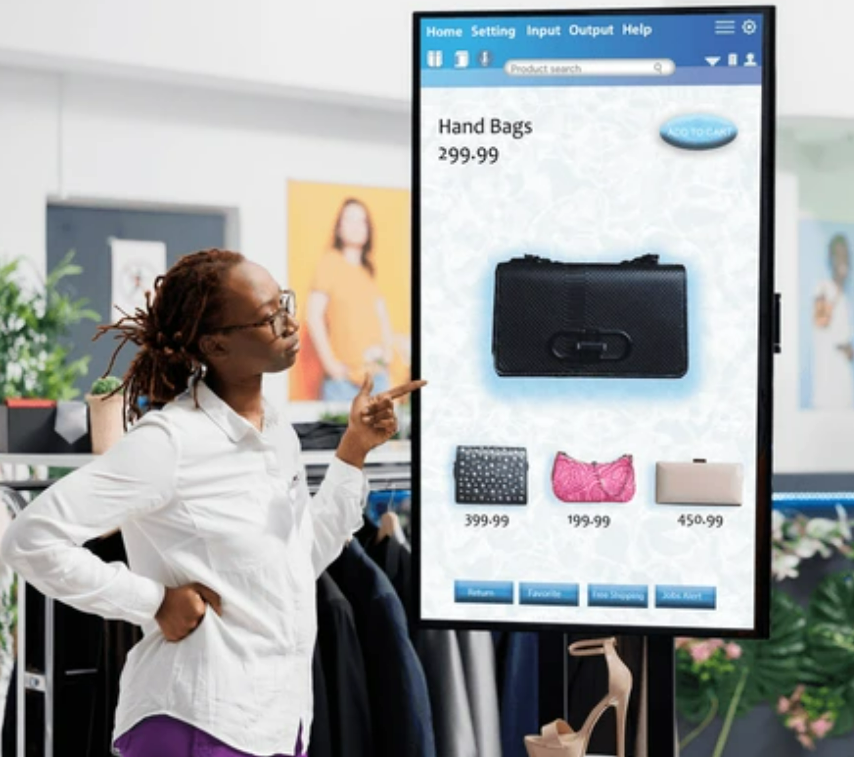 Home Setting Input Output Help
Product search
Hand Bags
299.99
ADD TO CART
399.99 199.99 450.99
Return Favorite Free Shipping Jobs Alert